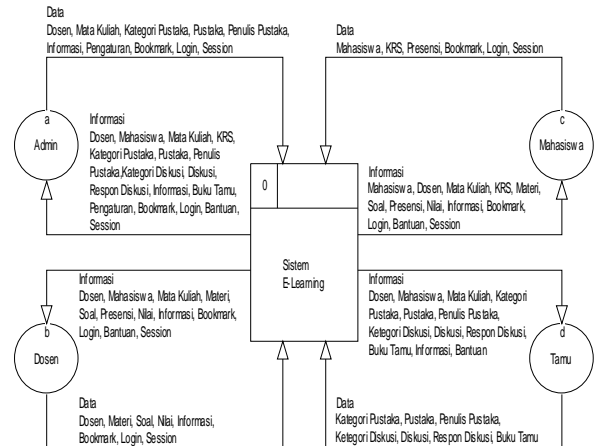 Data
Dosen, Mata Kuliah, Kategori Pustaka, Pustaka, Penulis Pustaka,
Informasi, Pengaturan, Bookmark, Login, Session
Data
Mahasiswa, KRS, Presensi, Bookmark, Login, Session
a
Admin
Informasi
Dosen, Mahasiswa, Mata Kuliah, KRS,
Kategori Pustaka, Pustaka, Penulis
Pustaka,Kategori Diskusi, Diskusi,
Respon Diskusi, Informasi, Buku Tamu,
Pengaturan, Bookmark, Login, Bantuan,
Session
c
Mahasiswa
0
Sistem
E-Learning
Informasi
Mahasiswa, Dosen, Mata Kuliah, KRS, Materi,
Soal, Presensi, Nilai, Informasi, Bookmark,
Login, Bantuan, Session
Informasi
Dosen, Mahasiswa, Mata Kuliah, Materi,
Soal, Presensi, Nilai, Informasi, Bookmark,
Login, Bantuan, Session
b
Dosen
Informasi
Dosen, Mahasiswa, Mata Kuliah, Kategori
Pustaka, Pustaka, Penulis Pustaka,
Ketegori Diskusi, Diskusi, Respon Diskusi,
Buku Tamu, Informasi, Bantuan
d
Tamu
Data
Dosen, Materi, Soal, Nilai, Informasi,
Bookmark, Login, Session
Data
Kategori Pustaka, Pustaka, Penulis Pustaka,
Ketegori Diskusi, Diskusi, Respon Diskusi, Buku Tamu